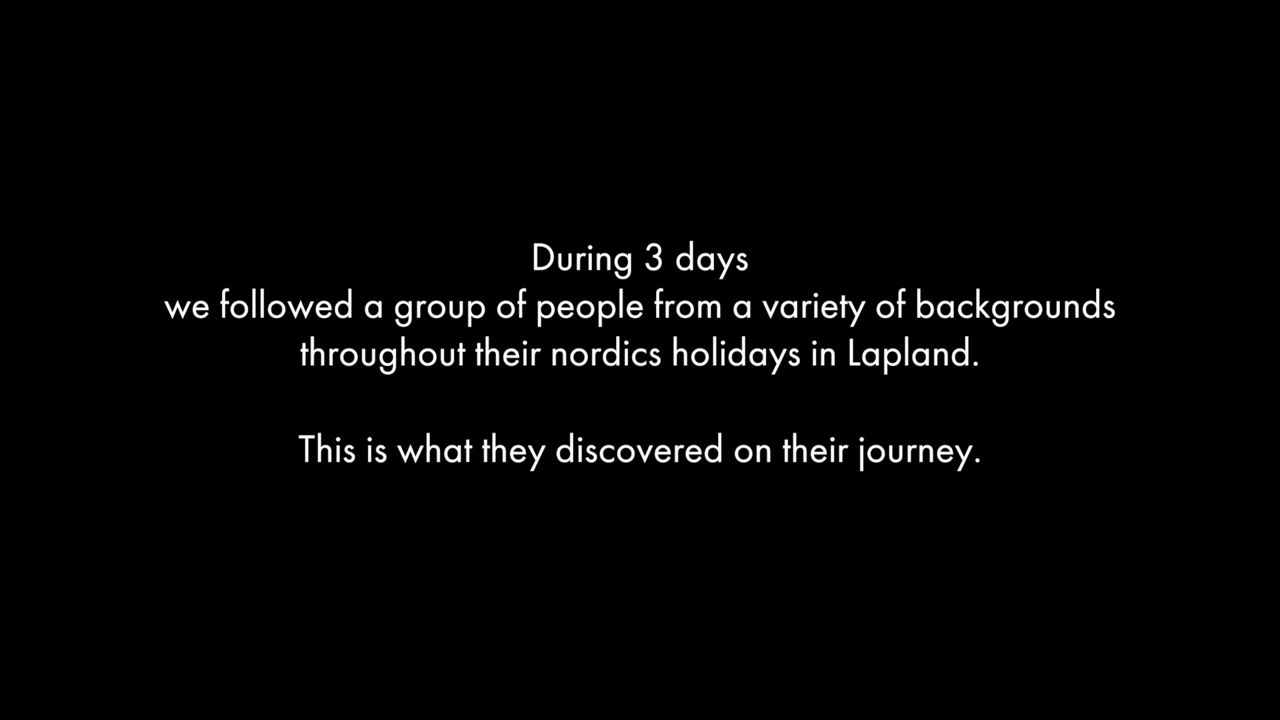 During 3 days
we followed a group of people from a variety of backgrounds
throughout their nordics holidays in Lapland.
This is what they discovered on their journey.